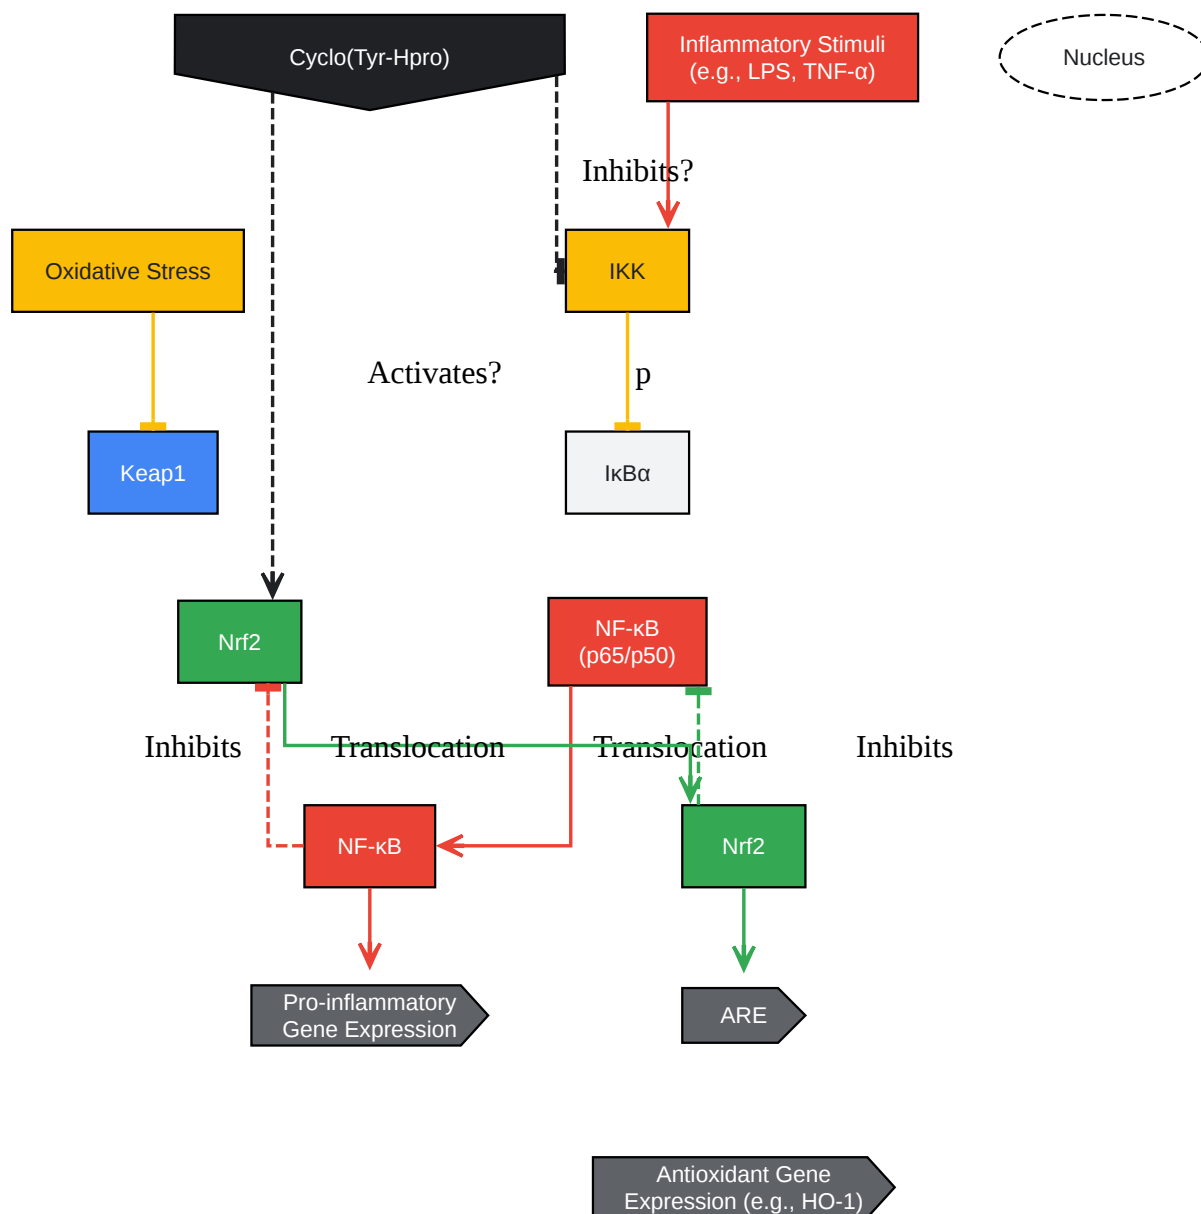 Cyclo(Tyr-Hpro)
Inflammatory Stimuli
(e.g., LPS, TNF-α)
Nucleus
Inhibits?
Oxidative Stress
IKK
Activates?
p
Keap1
IκBα
Nrf2
NF-κB
(p65/p50)
Inhibits
Translocation
Translocation
Inhibits
NF-κB
Nrf2
Pro-inflammatory
Gene Expression
ARE
Antioxidant Gene
Expression (e.g., HO-1)